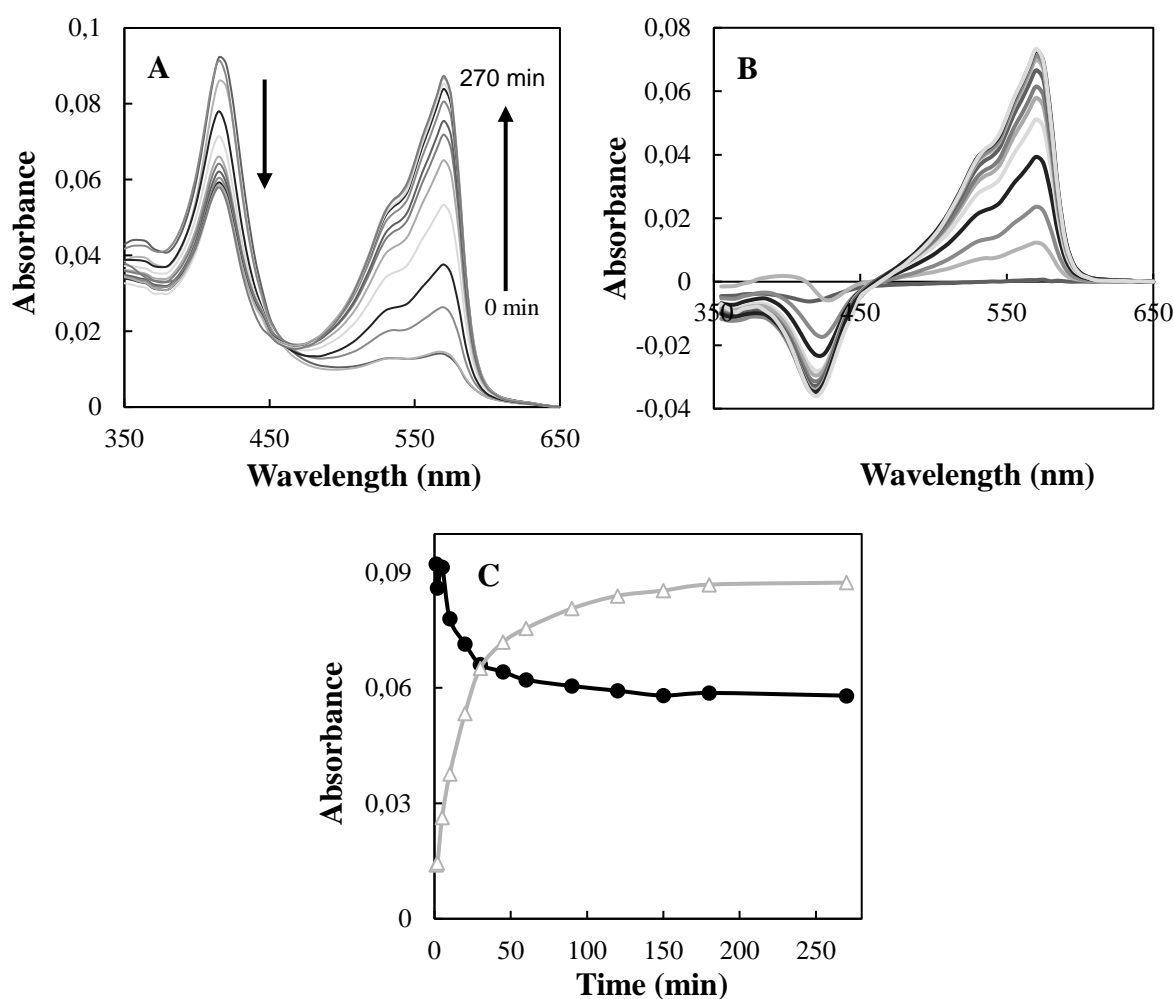 A
0,1
0,08
0,06
0,04
0,02
0
Absorbance
270 min
0 min
350 450 550 650
Wavelength (nm)
B
0,08
0,06
0,04
0,02
0
-0,02
-0,04
Absorbance
350 450 550 650
Wavelength (nm)
C
0,09
0,06
0,03
0
Absorbance
0 50 100 150 200 250
Time (min)